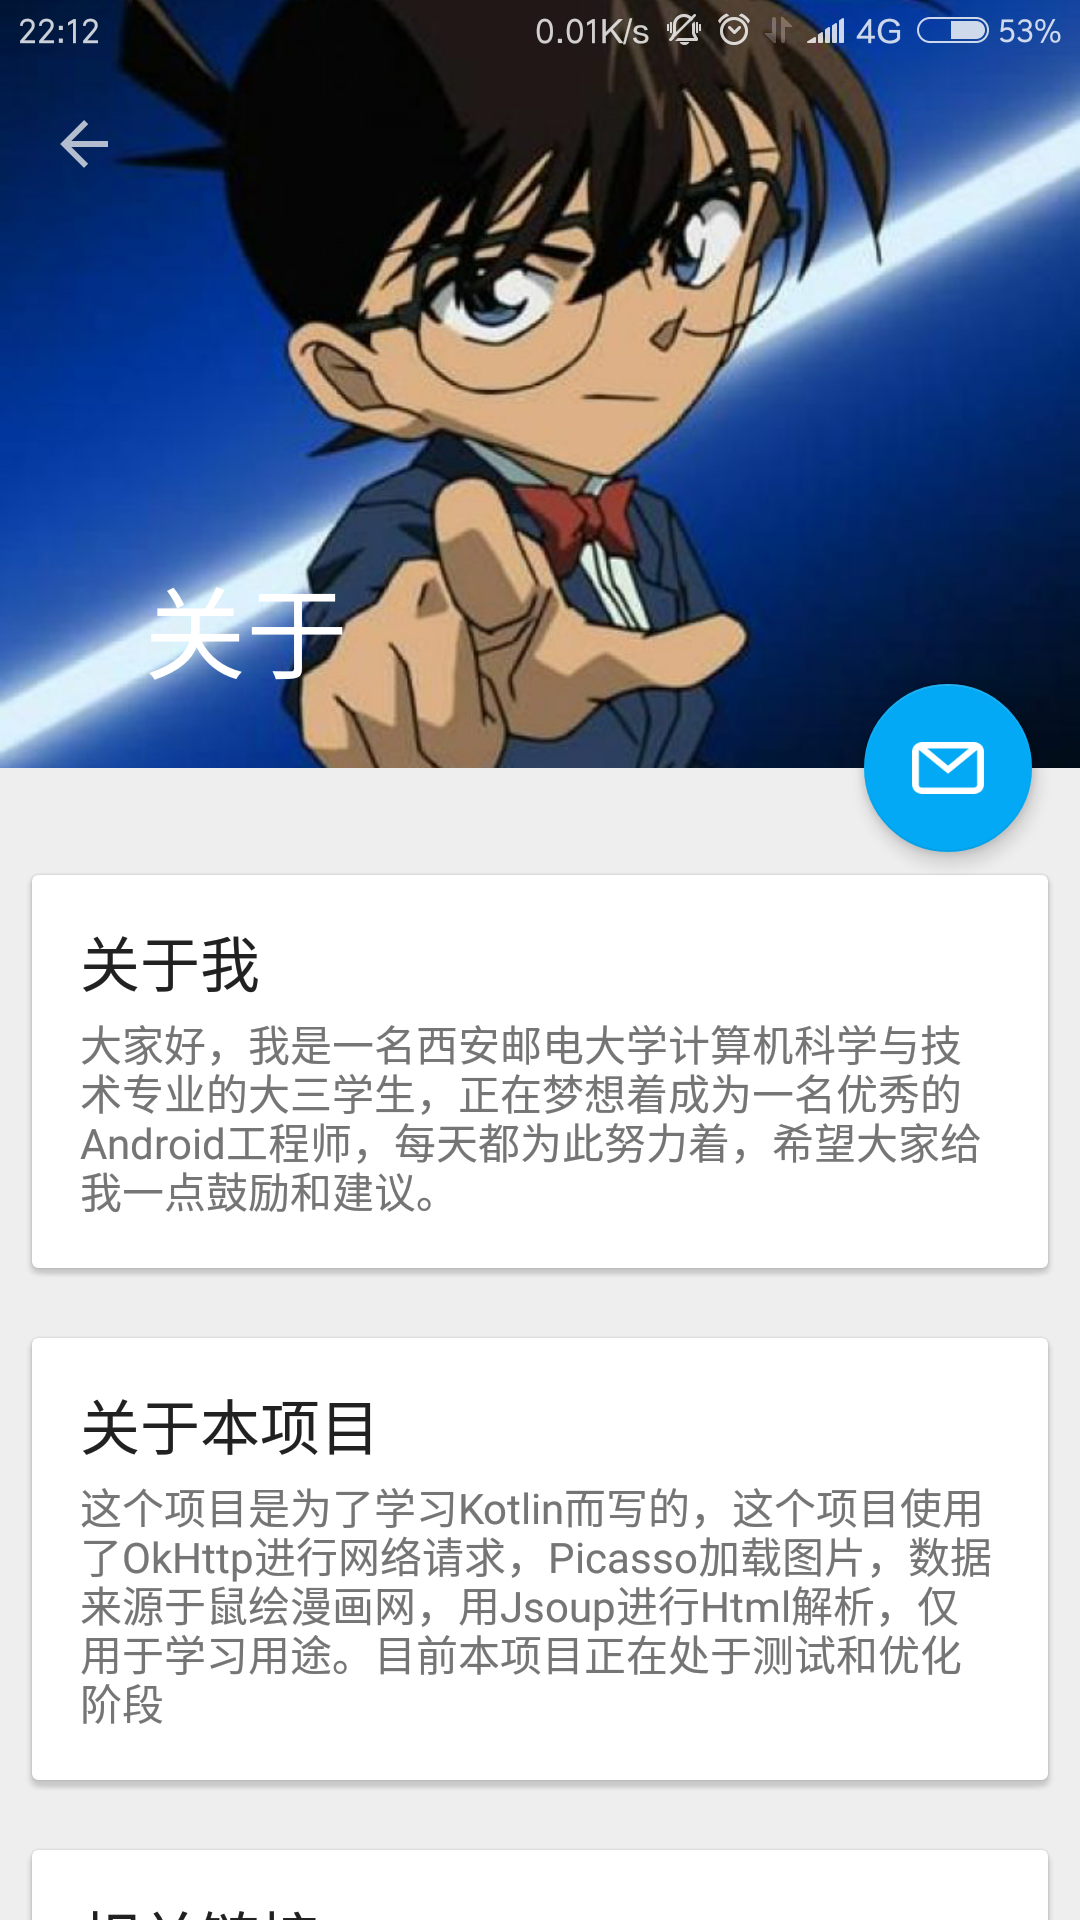 22:12 0.01K/s 4G 53%
关于
关于我
大家好，我是一名西安邮电大学计算机科学与技
术专业的大三学生，正在梦想着成为一名优秀的
Android工程师，每天都为此努力着，希望大家给
我一点鼓励和建议。
关于本项目
这个项目是为了学习Kotlin而写的，这个项目使用
了OkHttp进行网络请求，Picasso加载图片，数据
来源于鼠绘漫画网，用Jsoup进行Html解析，仅
用于学习用途。目前本项目正在处于测试和优化
阶段
相关链接